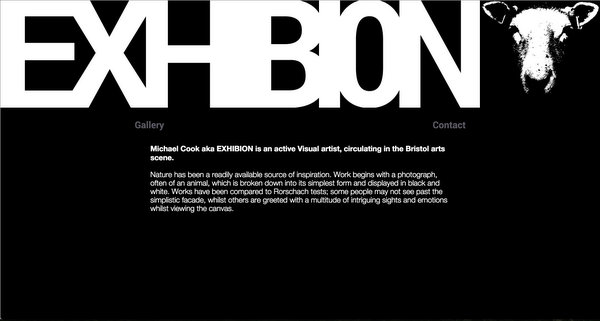 EXHIBION
Gallery Contact
Michael Cook aka EXHIBION is an active Visual artist, circulating in the Bristol arts
scene.
Nature has been a readily available source of inspiration. Work begins with a photograph,
often of an animal, which is broken down into its simplest form and displayed in black and
white. Works have been compared to Rorschach tests; some people may not see past the
simplistic facade, whilst others are greeted with a multitude of intriguing sights and emotions
whilst viewing the canvas.